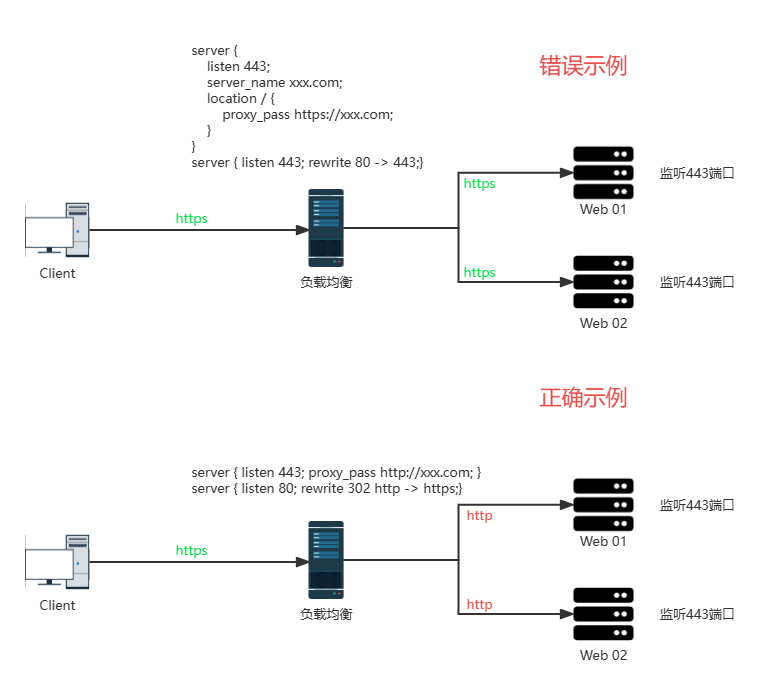 server {
listen 443;
server_name xxx.com;
location / {
proxy_pass https://xxx.com;
}
}
server { listen 443; rewrite 80 -> 443;}
错误示例
https
https
https
Client
负载均衡
Web 01
监听443端口
监听443端口
Web 02
正确示例
server { listen 443; proxy_pass http://xxx.com; }
server { listen 80; rewrite 302 http -> https;}
https
http
http
Client
负载均衡
Web 01
监听443端口
监听443端口
Web 02